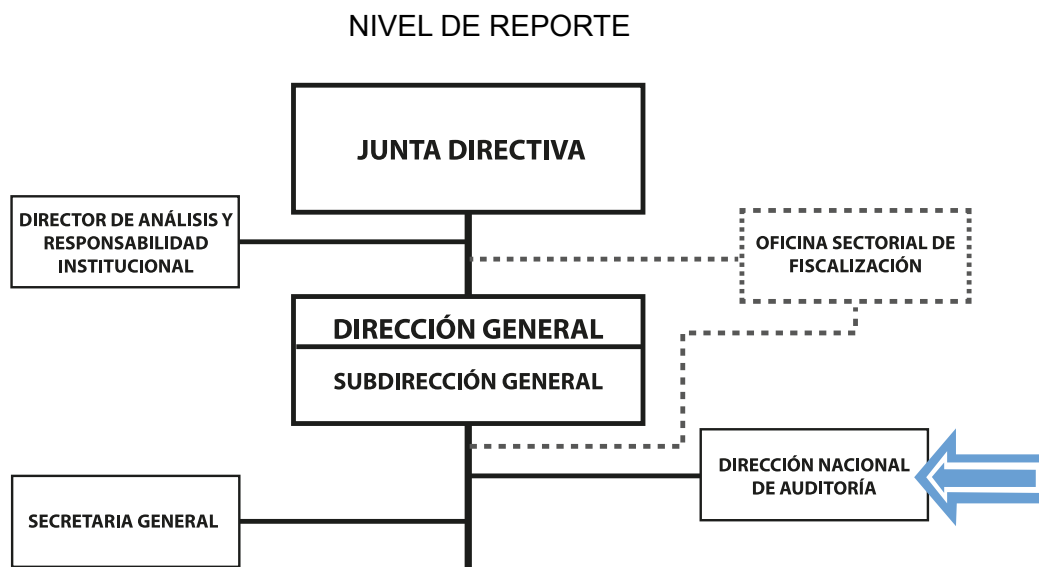 NIVEL DE REPORTE
JUNTA DIRECTIVA
DIRECTOR DE ANÁLISIS Y
RESPONSABILIDAD
INSTITUCIONAL
OFICINA SECTORIAL DE
FISCALIZACIÓN
DIRECCIÓN GENERAL
SUBDIRECCIÓN GENERAL
DIRECCIÓN NACIONAL
DE AUDITORÍA
SECRETARIA GENERAL